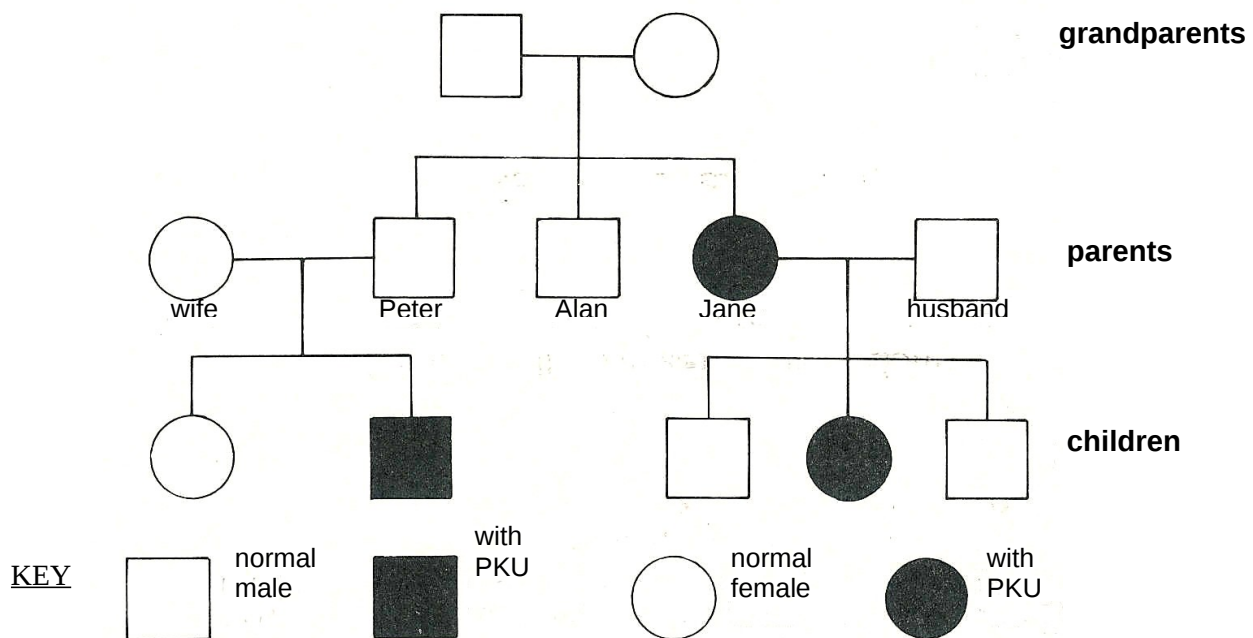 grandparents
parents
wife
Peter
Alan
Jane
husband
children
KEY
normal
male
with
PKU
normal
female
with
PKU